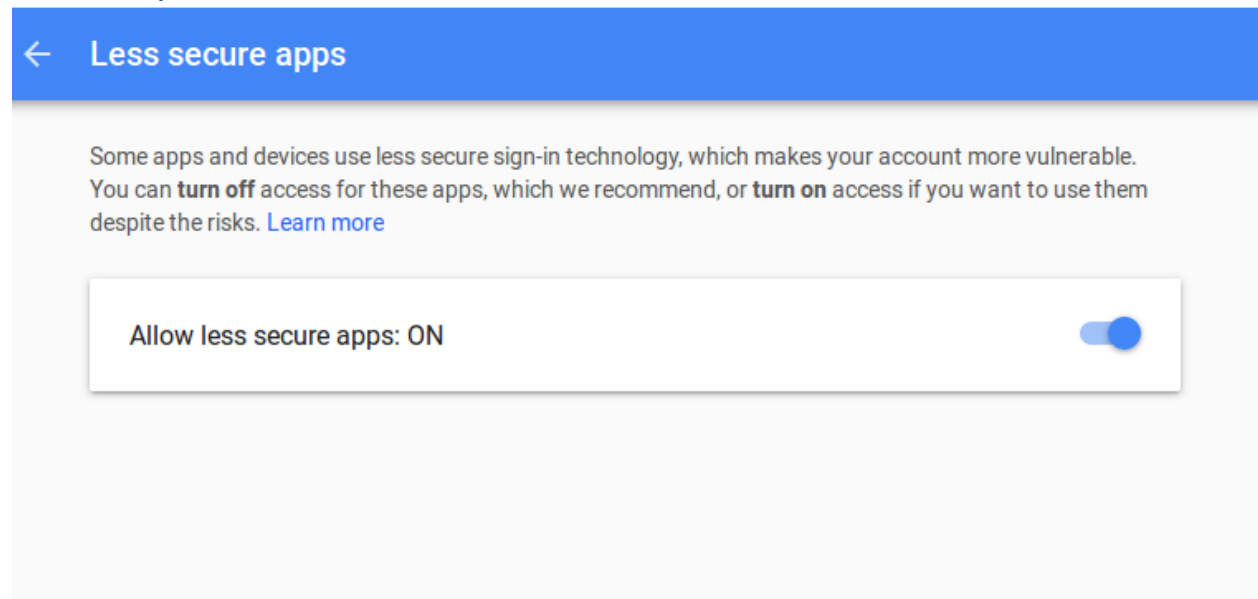 Less secure apps
Some apps and devices use less secure sign-in technology, which makes your account more vulnerable.
You can turn off access for these apps, which we recommend, or turn on access if you want to use them
despite the risks. Learn more
Allow less secure apps: ON